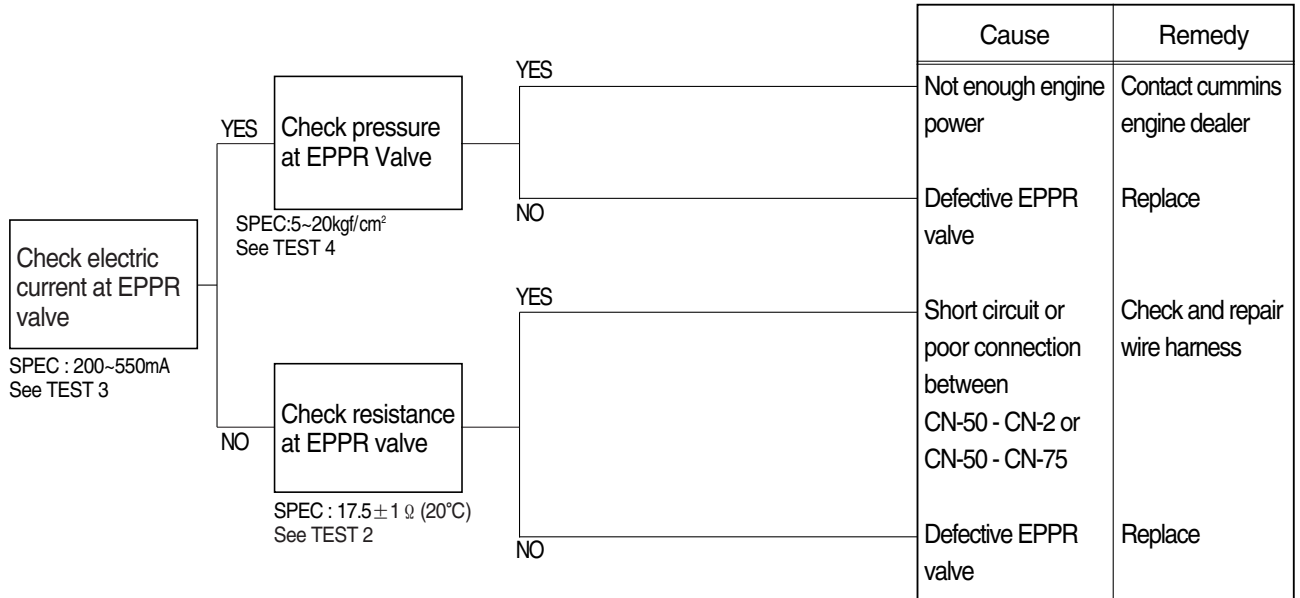 Check electric
current at EPPR
valve
SPEC : 200~550mA
See TEST 3
YES
Check pressure
at EPPR Valve
SPEC:5~20kgf/cm²
See TEST 4
NO
Check resistance
at EPPR valve
SPEC : 17.5±1 Ω (20°C)
See TEST 2
YES
NO
YES
NO
Cause
Remedy
Not enough engine
power
Contact cummins
engine dealer
Defective EPPR
valve
Replace
Short circuit or
poor connection
between
CN-50 - CN-2 or
CN-50 - CN-75
Check and repair
wire harness
Defective EPPR
valve
Replace